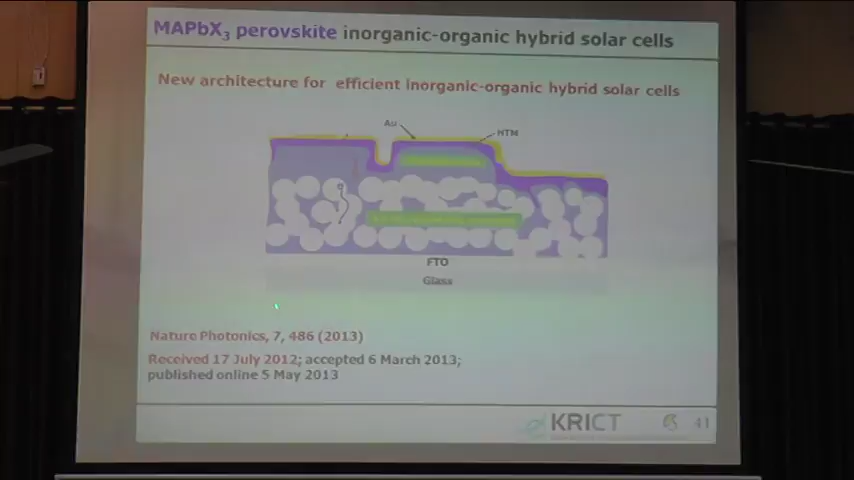 MAPbX3 perovskite inorganic-organic hybrid solar cells
New architecture for efficient inorganic-organic hybrid solar cells
Au
HTM
FTO
Glass
Nature Photonics, 7, 486 (2013)
Received 17 July 2012; accepted 6 March 2013;
published online 5 May 2013
KRICT
41